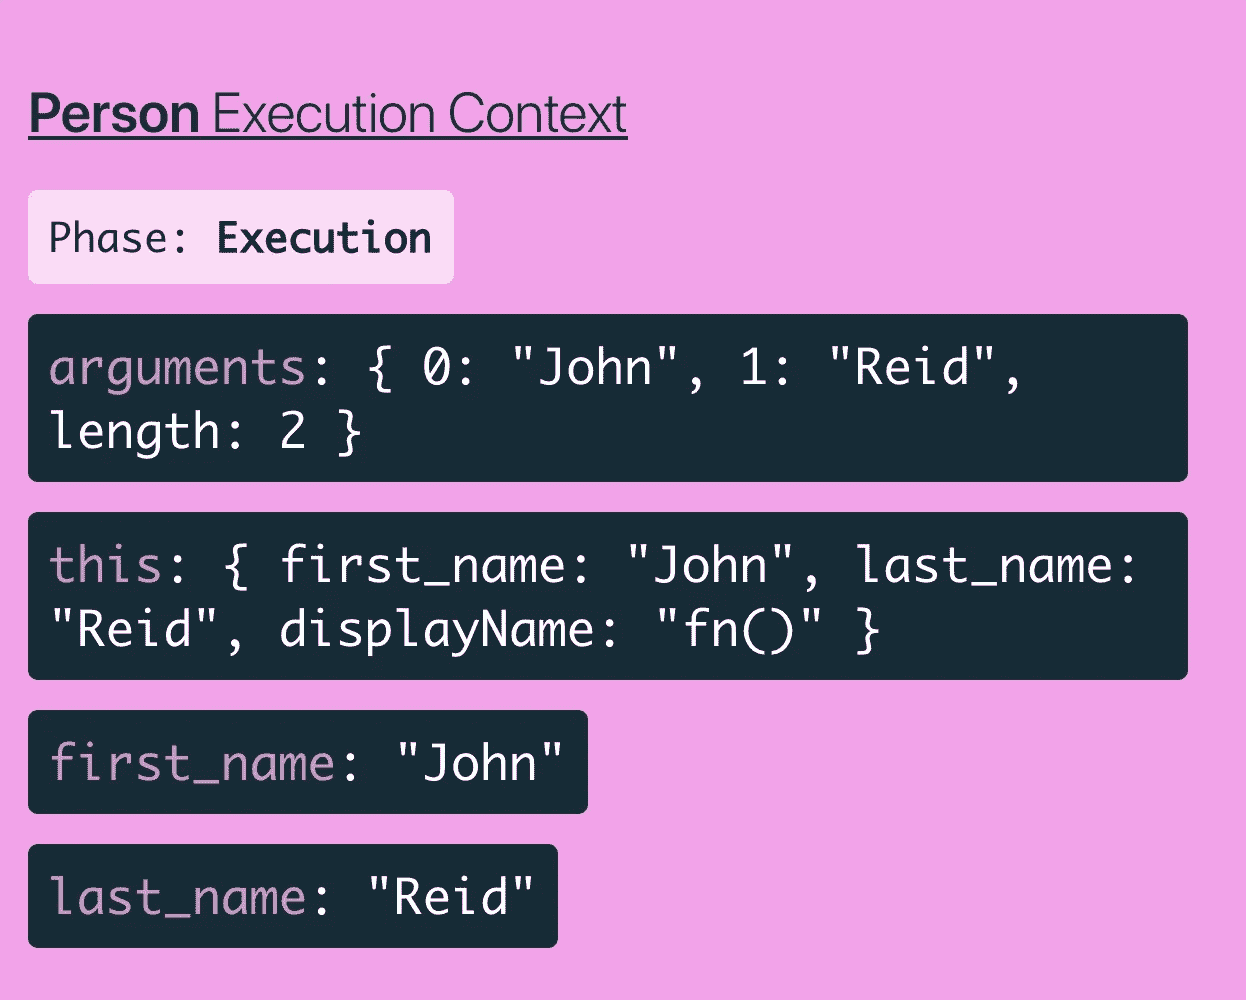 Person Execution Context
Phase: Execution
arguments: { 0: "John", 1: "Reid",
length: 2 }
this: { first_name: "John", last_name:
"Reid", displayName: "fn()" }
first_name: "John"
last_name: "Reid"